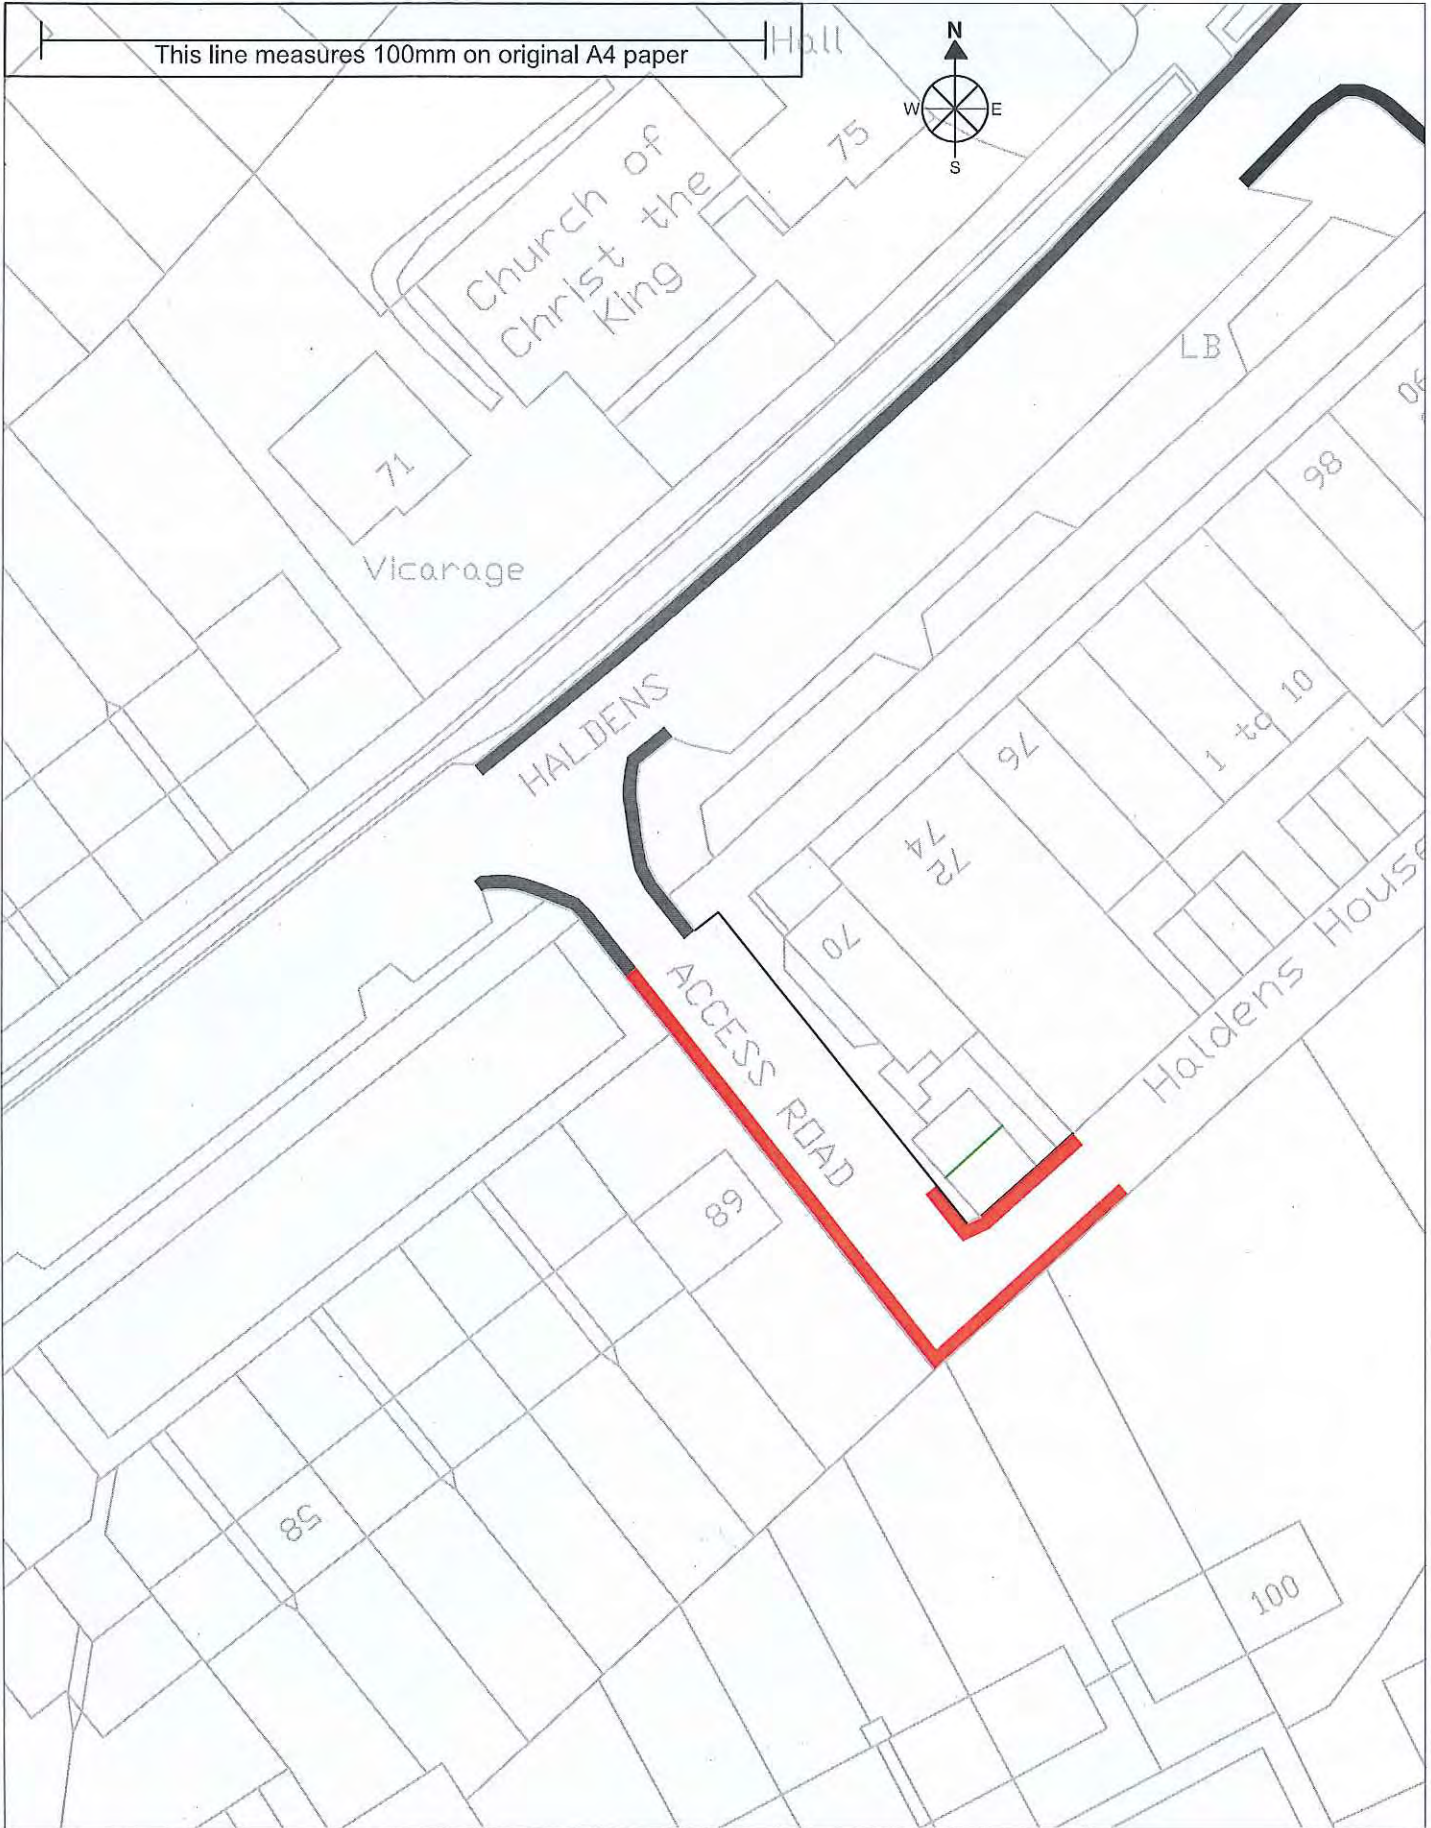 This line measures 100mm on original A4 paper
Hall
N
W E
S
75
Church of
Christ the
King
LB
71
98
Vicarage
HALDENS
1 to 10
76
74
72
70
ACCESS ROAD
Haldens House
68
58
100